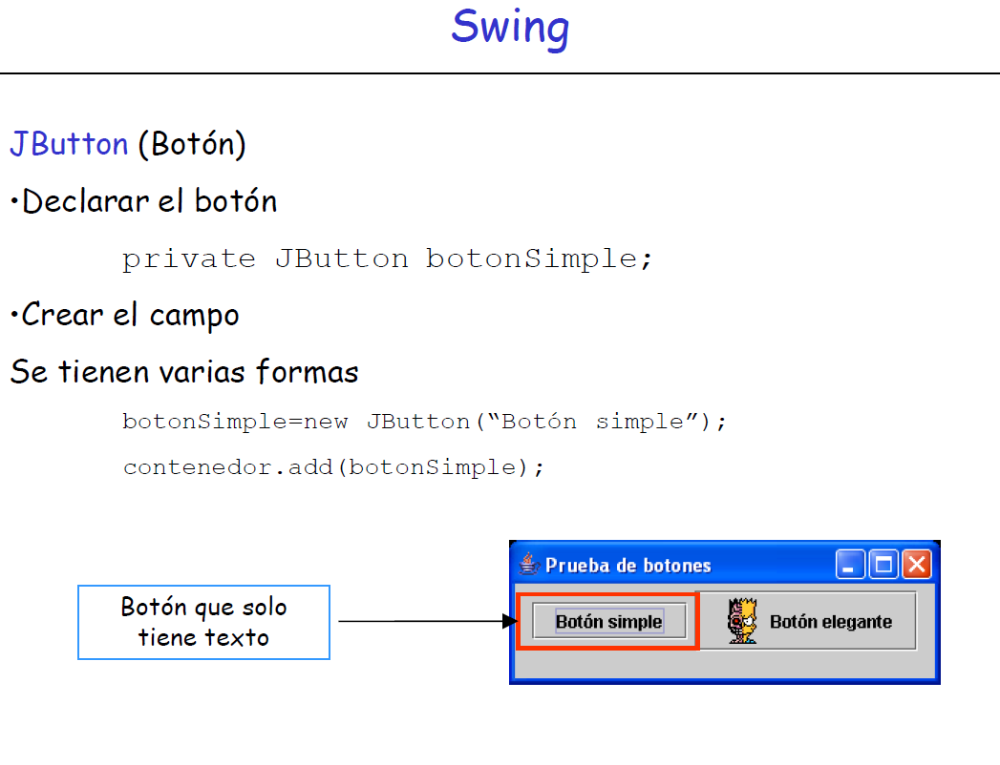 Swing
JButton (Botón)
•Declarar el botón
private JButton botonSimple;
•Crear el campo
Se tienen varias formas
botonSimple=new JButton(“Botón simple”);
contenedor.add(botonSimple);
Botón que solo
tiene texto
Prueba de botones
Botón simple
Botón elegante